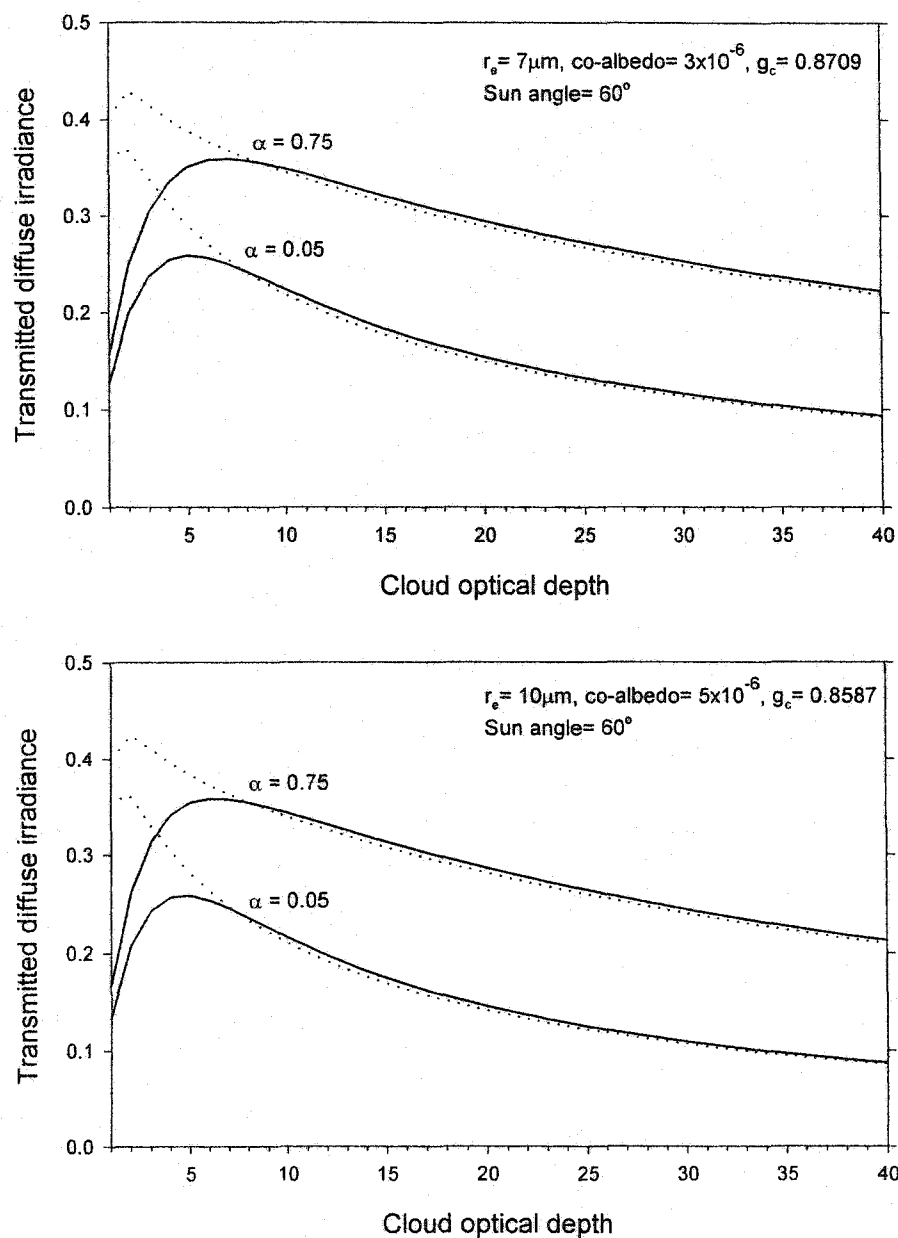 0.5
rₑ= 7μm, co-albedo= 3x10⁻⁶, g꜀= 0.8709
Sun angle= 60°
0.4
α = 0.75
0.3
α = 0.05
0.2
0.1
0.0
Transmitted diffuse irradiance
5 10 15 20 25 30 35 40
Cloud optical depth
0.5
rₑ= 10μm, co-albedo= 5x10⁻⁶, g꜀= 0.8587
Sun angle= 60°
0.4
α = 0.75
0.3
α = 0.05
0.2
0.1
0.0
Transmitted diffuse irradiance
5 10 15 20 25 30 35 40
Cloud optical depth